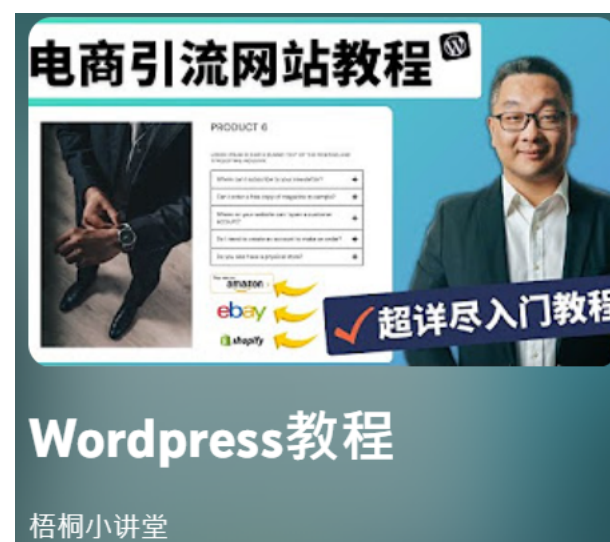 电商引流网站教程
PRODUCT 6
Where can I subscribe to your newsletter?
Can I order a free copy of magazine to sample?
Where on your website can I open a customer
account?
Do I need to create an account to make an order?
Do you also have a physical store?
amazon
ebay
shopify
超详尽入门教程
Wordpress教程
梧桐小讲堂